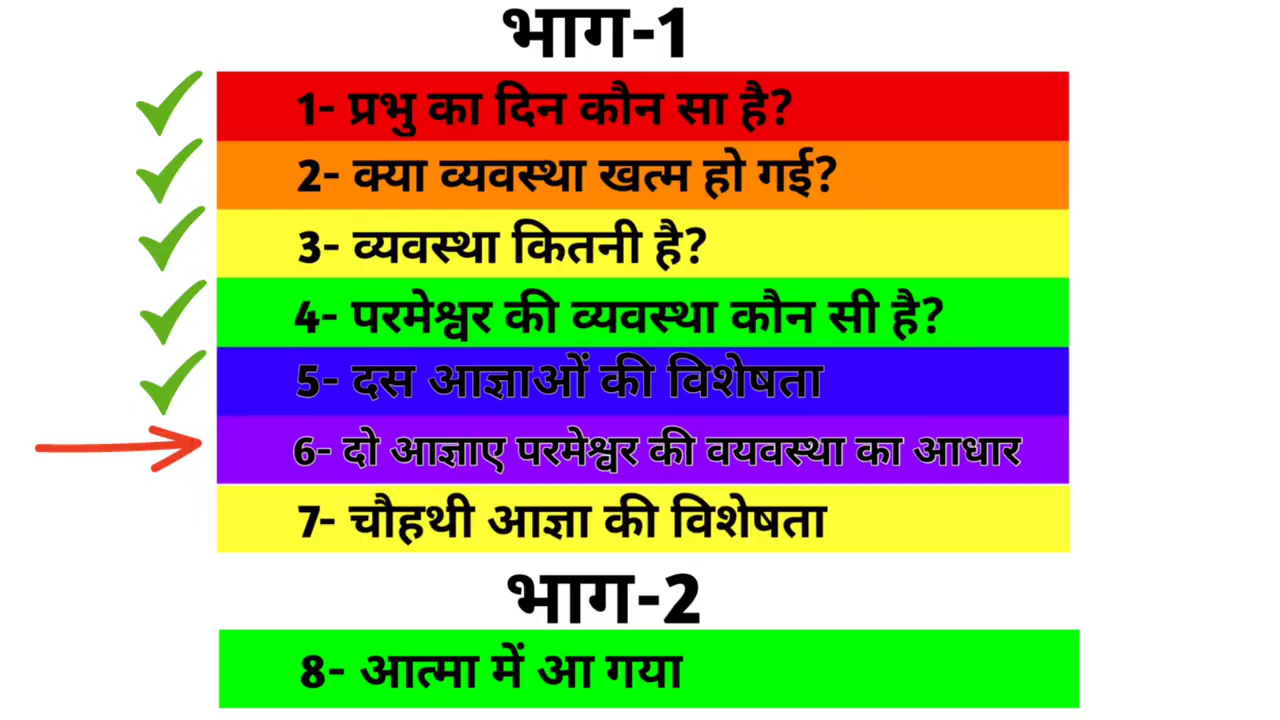 भाग-1
1- प्रभु का दिन कौन सा है?
2- क्या व्यवस्था खत्म हो गई?
3- व्यवस्था कितनी है?
4- परमेश्वर की व्यवस्था कौन सी है?
5- दस आज्ञाओं की विशेषता
6- दो आज्ञाए परमेश्वर की वयवस्था का आधार
7- चौहथी आज्ञा की विशेषता
भाग-2
8- आत्मा में आ गया